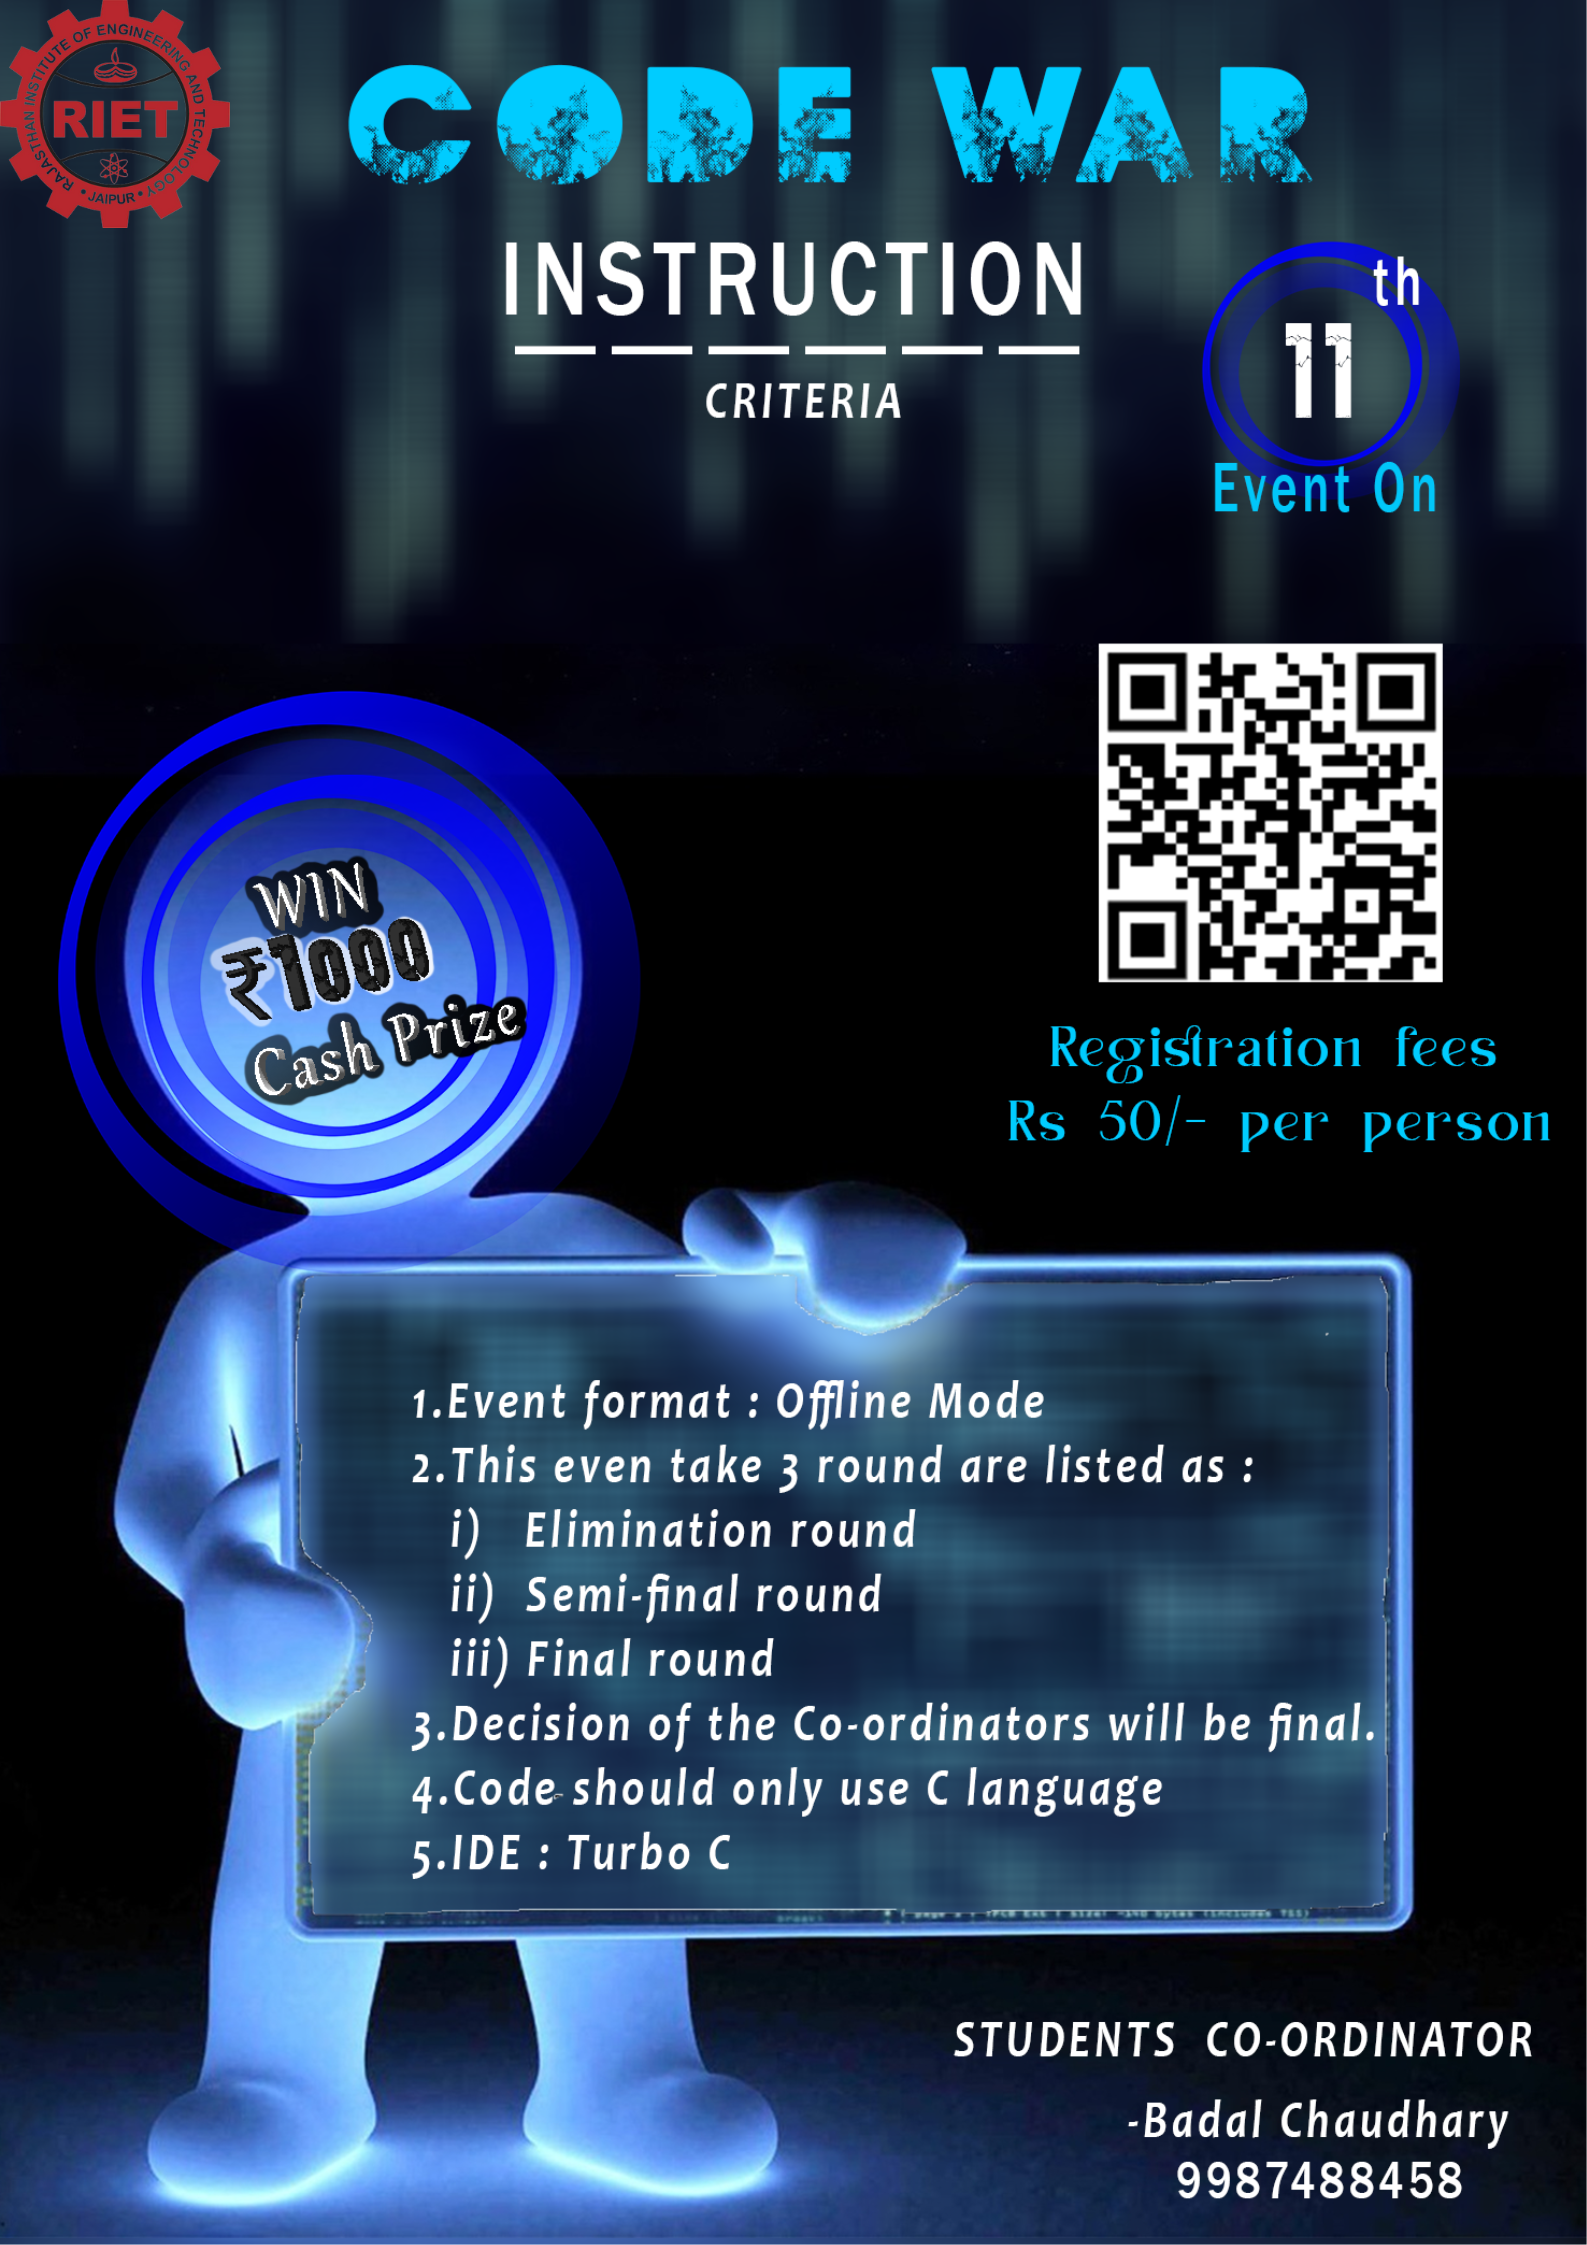 RAJASTHAN INSTITUTE OF ENGINEERING AND TECHNOLOGY
RIET
• JAIPUR •
CODE WAR
INSTRUCTION
CRITERIA
th
11
Event On
WIN
₹1000
Cash Prize
Registration fees
Rs 50/- per person
1.Event format : Offline Mode
2.This even take 3 round are listed as :
i) Elimination round
ii) Semi-final round
iii) Final round
3.Decision of the Co-ordinators will be final.
4.Code should only use C language
5.IDE : Turbo C
STUDENTS CO-ORDINATOR
-Badal Chaudhary
9987488458